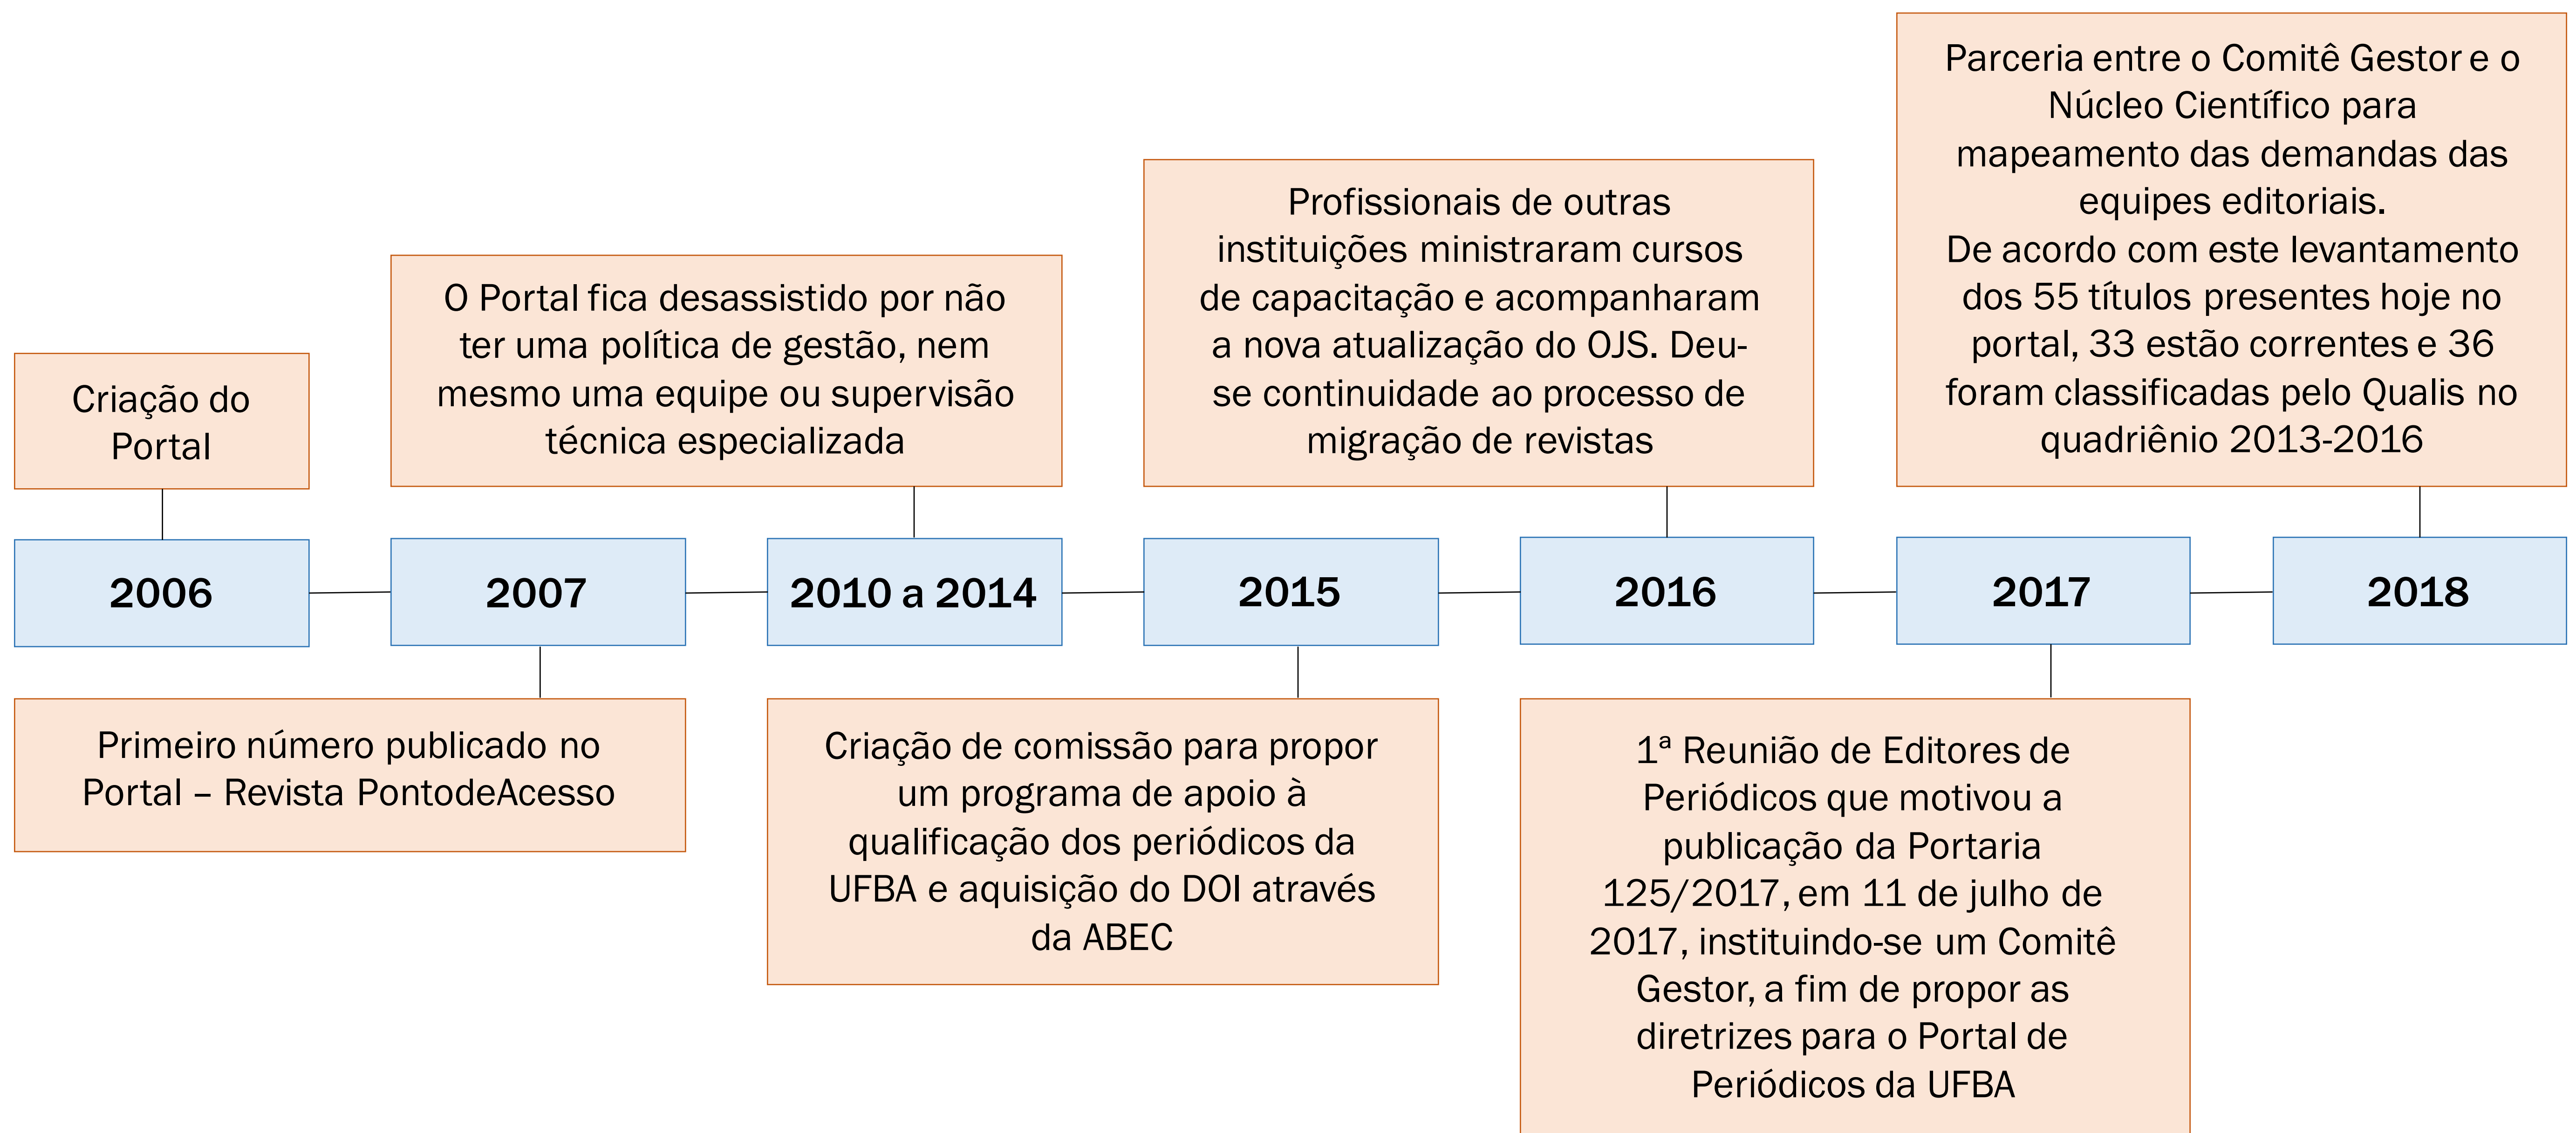 Criação do
Portal
O Portal fica desassistido por não
ter uma política de gestão, nem
mesmo uma equipe ou supervisão
técnica especializada
Profissionais de outras
instituições ministraram cursos
de capacitação e acompanharam
a nova atualização do OJS. Deu-
se continuidade ao processo de
migração de revistas
Parceria entre o Comitê Gestor e o
Núcleo Científico para
mapeamento das demandas das
equipes editoriais.
De acordo com este levantamento
dos 55 títulos presentes hoje no
portal, 33 estão correntes e 36
foram classificadas pelo Qualis no
quadriênio 2013-2016
2006
2007
2010 a 2014
2015
2016
2017
2018
Primeiro número publicado no
Portal – Revista PontodeAcesso
Criação de comissão para propor
um programa de apoio à
qualificação dos periódicos da
UFBA e aquisição do DOI através
da ABEC
1ª Reunião de Editores de
Periódicos que motivou a
publicação da Portaria
125/2017, em 11 de julho de
2017, instituindo-se um Comitê
Gestor, a fim de propor as
diretrizes para o Portal de
Periódicos da UFBA